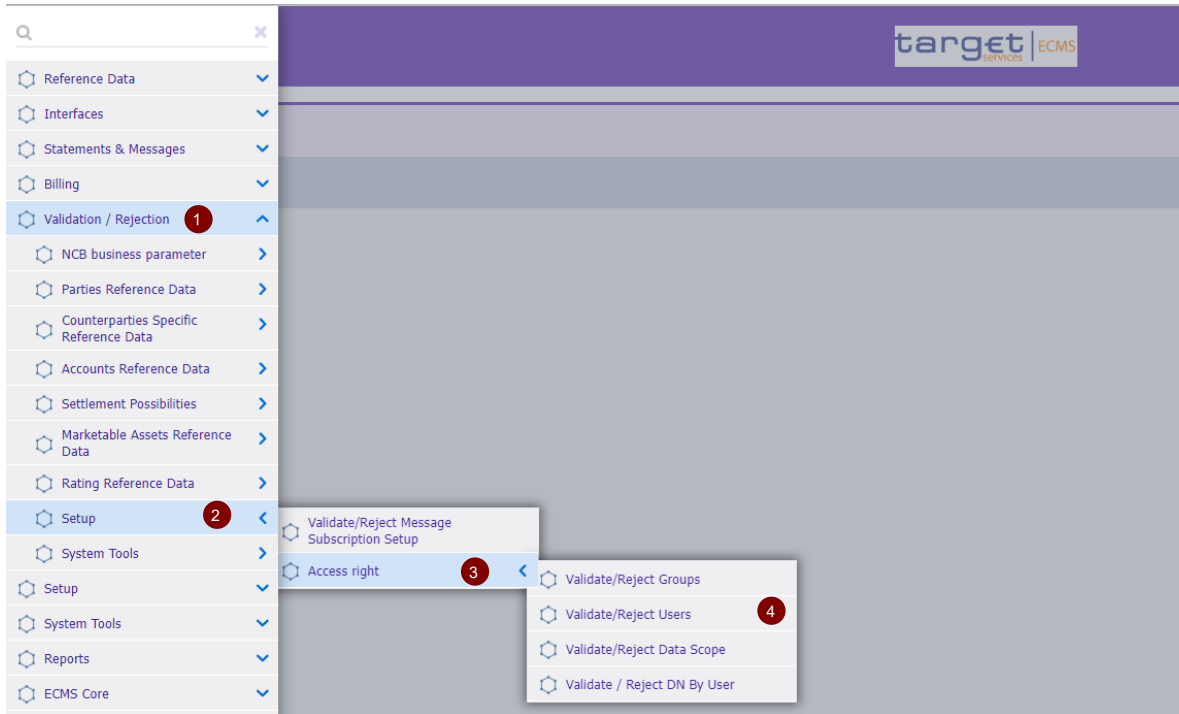 target
services
ECMS
Reference Data
Interfaces
Statements & Messages
Billing
Validation / Rejection
1
NCB business parameter
Parties Reference Data
Counterparties Specific
Reference Data
Accounts Reference Data
Settlement Possibilities
Marketable Assets Reference
Data
Rating Reference Data
Setup
2
System Tools
Setup
System Tools
Reports
ECMS Core
Validate/Reject Message
Subscription Setup
Access right
3
Validate/Reject Groups
Validate/Reject Users
4
Validate/Reject Data Scope
Validate / Reject DN By User